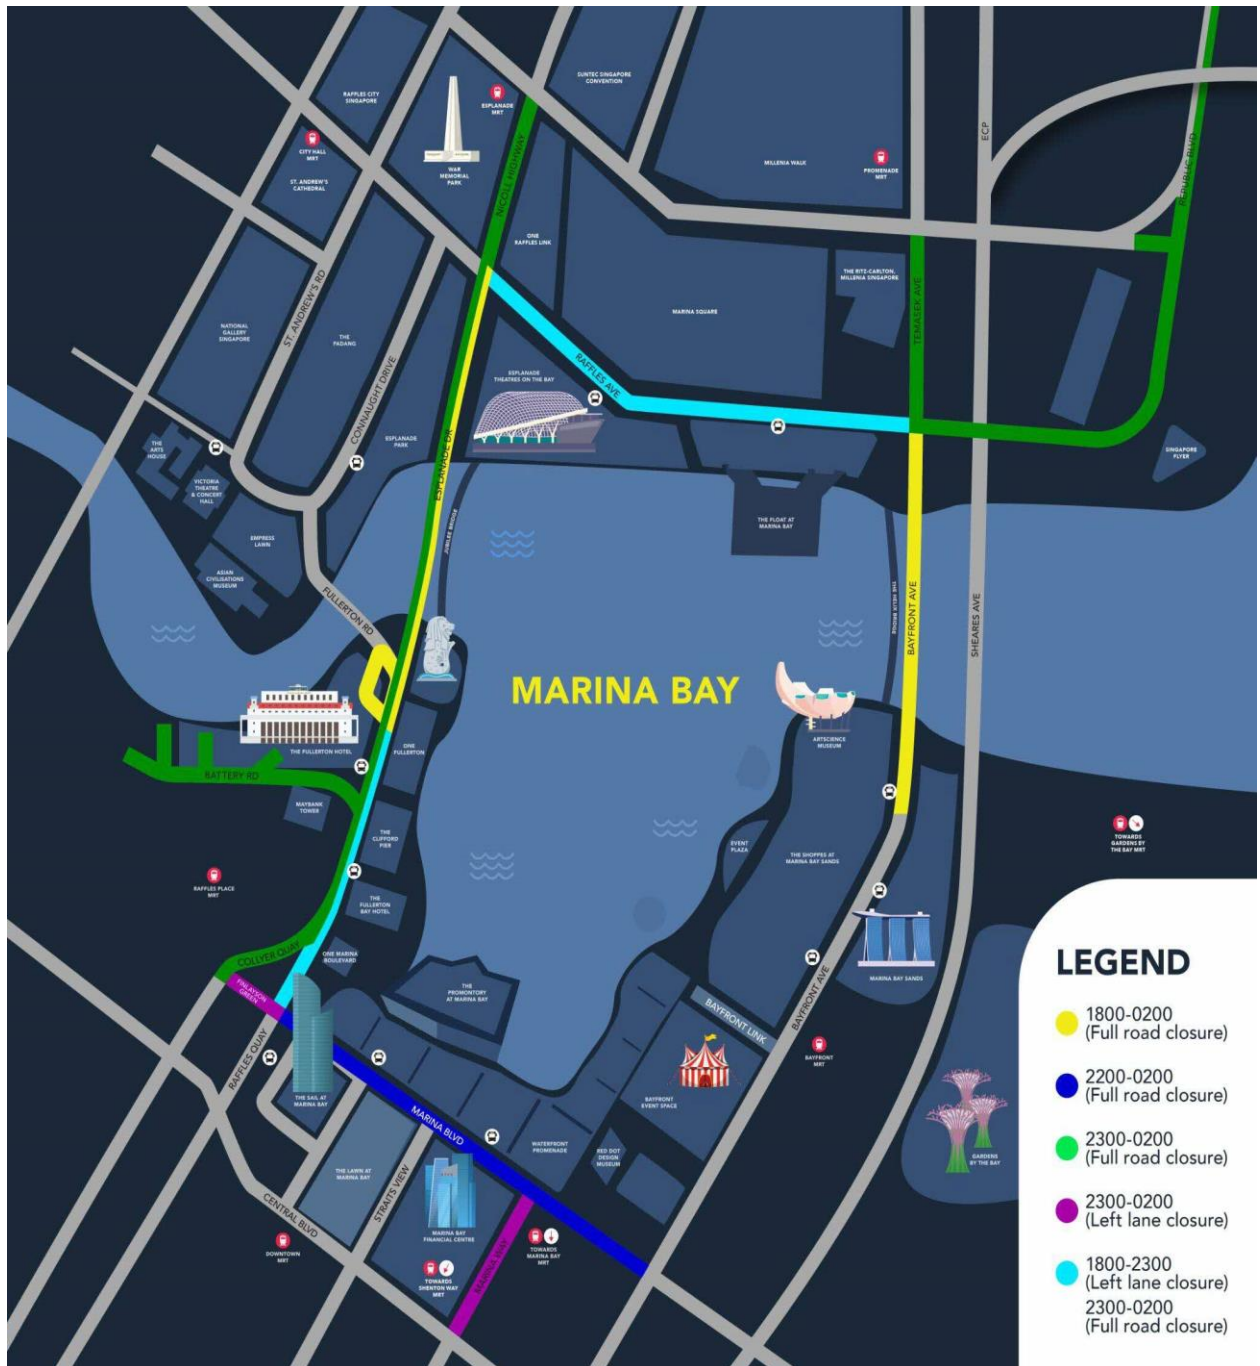 SUNTEC SINGAPORE
CONVENTION
RAFFLES CITY
SINGAPORE
ESPLANADE
MRT
CITY HALL
MRT
WAR
MEMORIAL
PARK
NICOLL HIGHWAY
MILLENIA WALK
PROMENADE
MRT
ECP
REPUBLIC BLVD
ST. ANDREW'S
CATHEDRAL
ONE
RAFFLES LINK
THE RITZ-CARLTON,
MILLENIA SINGAPORE
TEMASEK AVE
MARINA SQUARE
NATIONAL
GALLERY
SINGAPORE
ST. ANDREW'S RD
THE
PADANG
CONNAUGHT DRIVE
RAFFLES AVE
ESPLANADE
THEATRES ON THE BAY
ESPLANADE
PARK
ESPLANADE DR
THE
ARTS
HOUSE
VICTORIA
THEATRE
& CONCERT
HALL
SINGAPORE
FLYER
JUBILEE BRIDGE
THE FLOAT AT
MARINA BAY
EMPRESS
LAWN
ASIAN
CIVILISATIONS
MUSEUM
FULLERTON RD
THE HELIX BRIDGE
BAYFRONT AVE
SHEARES AVE
MARINA BAY
ARTSCIENCE
MUSEUM
THE FULLERTON HOTEL
ONE
FULLERTON
BATTERY RD
MAYBANK
TOWER
THE
CLIFFORD
PIER
EVENT
PLAZA
THE SHOPPES AT
MARINA BAY SANDS
TOWARDS
GARDENS BY
THE BAY MRT
RAFFLES PLACE
MRT
THE
FULLERTON
BAY HOTEL
COLLYER QUAY
ONE MARINA
BOULEVARD
MARINA BAY SANDS
FINLAYSON
GREEN
THE
PROMONTORY
AT MARINA BAY
BAYFRONT AVE
BAYFRONT LINK
BAYFRONT
MRT
RAFFLES QUAY
THE SAIL AT
MARINA BAY
BAYFRONT
EVENT SPACE
MARINA BLVD
WATERFRONT
PROMENADE
RED DOT
DESIGN
MUSEUM
GARDENS
BY THE BAY
THE LAWN AT
MARINA BAY
STRAITS VIEW
CENTRAL BLVD
MARINA BAY
FINANCIAL CENTRE
DOWNTOWN
MRT
TOWARDS
MARINA BAY
MRT
TOWARDS
SHENTON WAY
MRT
MARINA WAY
LEGEND
1800-0200
(Full road closure)
2200-0200
(Full road closure)
2300-0200
(Full road closure)
2300-0200
(Left lane closure)
1800-2300
(Left lane closure)
2300-0200
(Full road closure)